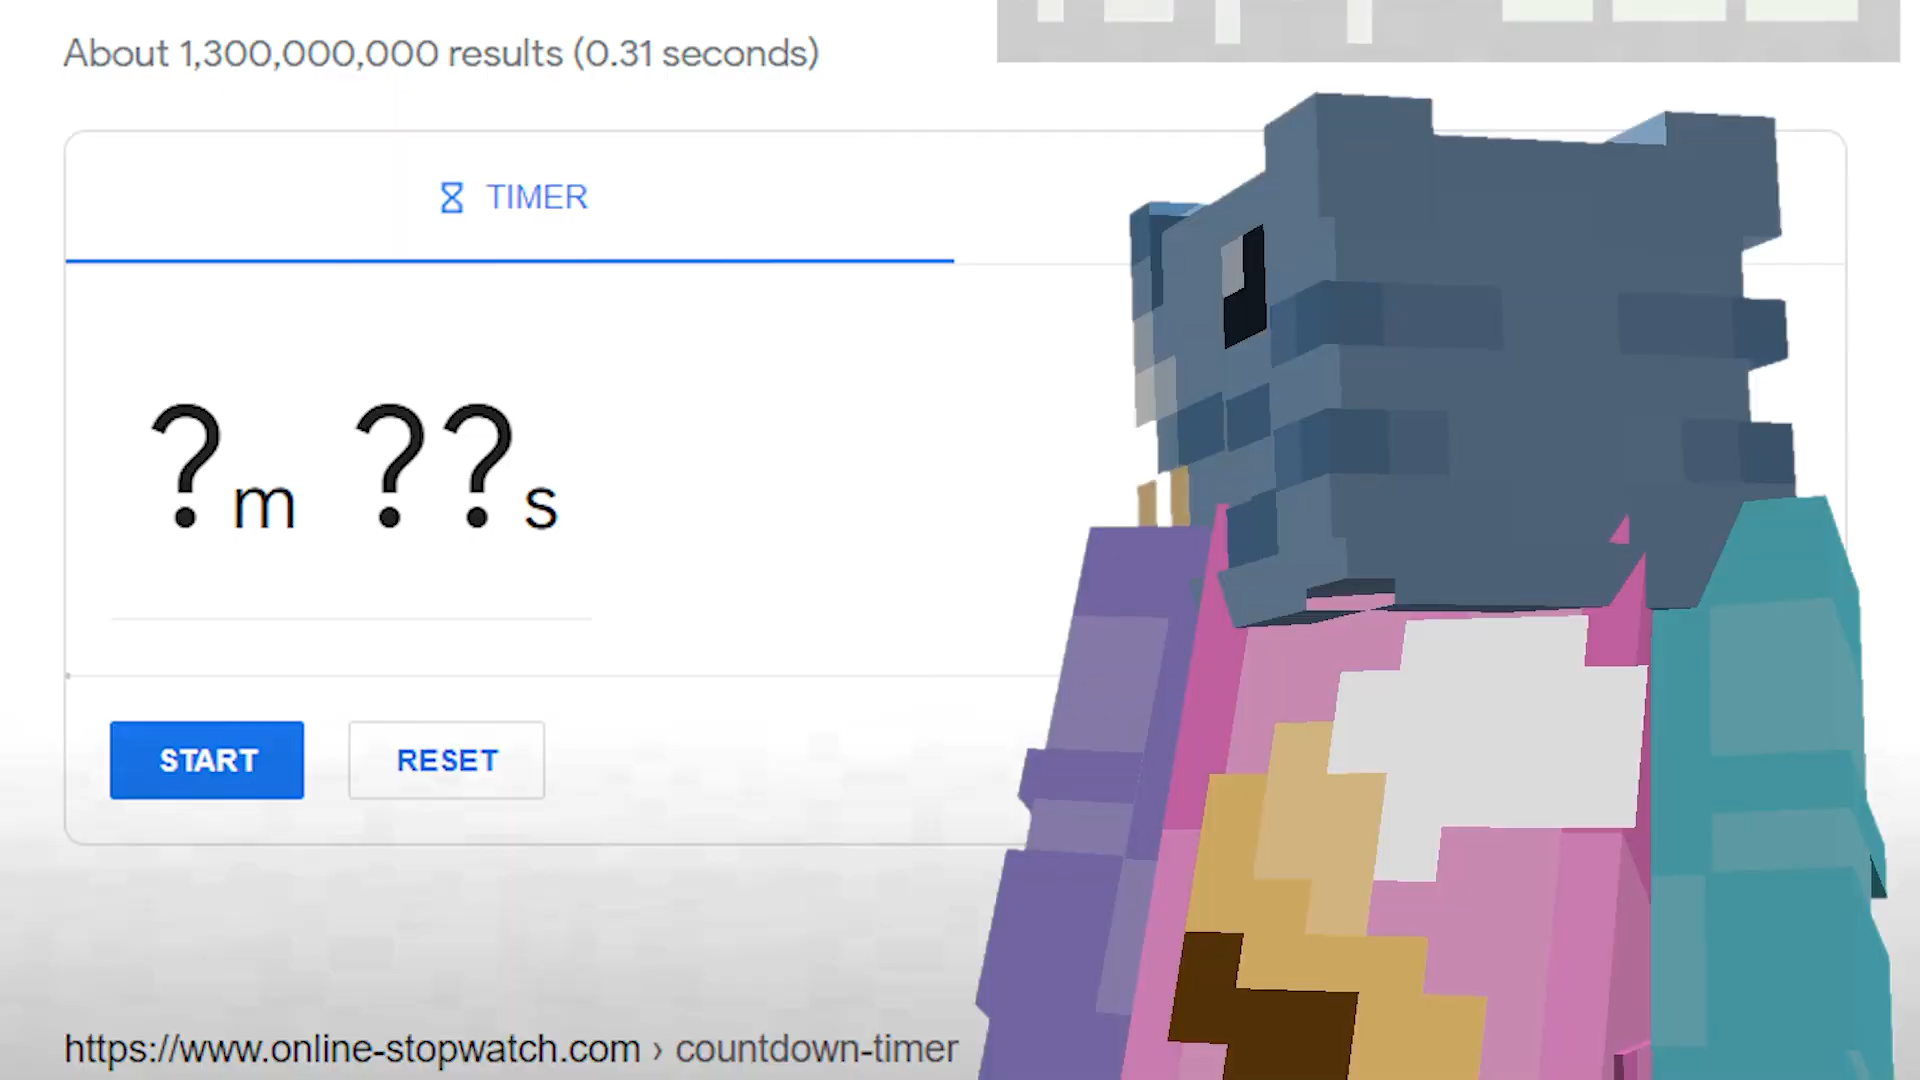 About 1,300,000,000 results (0.31 seconds)
TIMER
?m ??s
START
RESET
https://www.online-stopwatch.com › countdown-timer